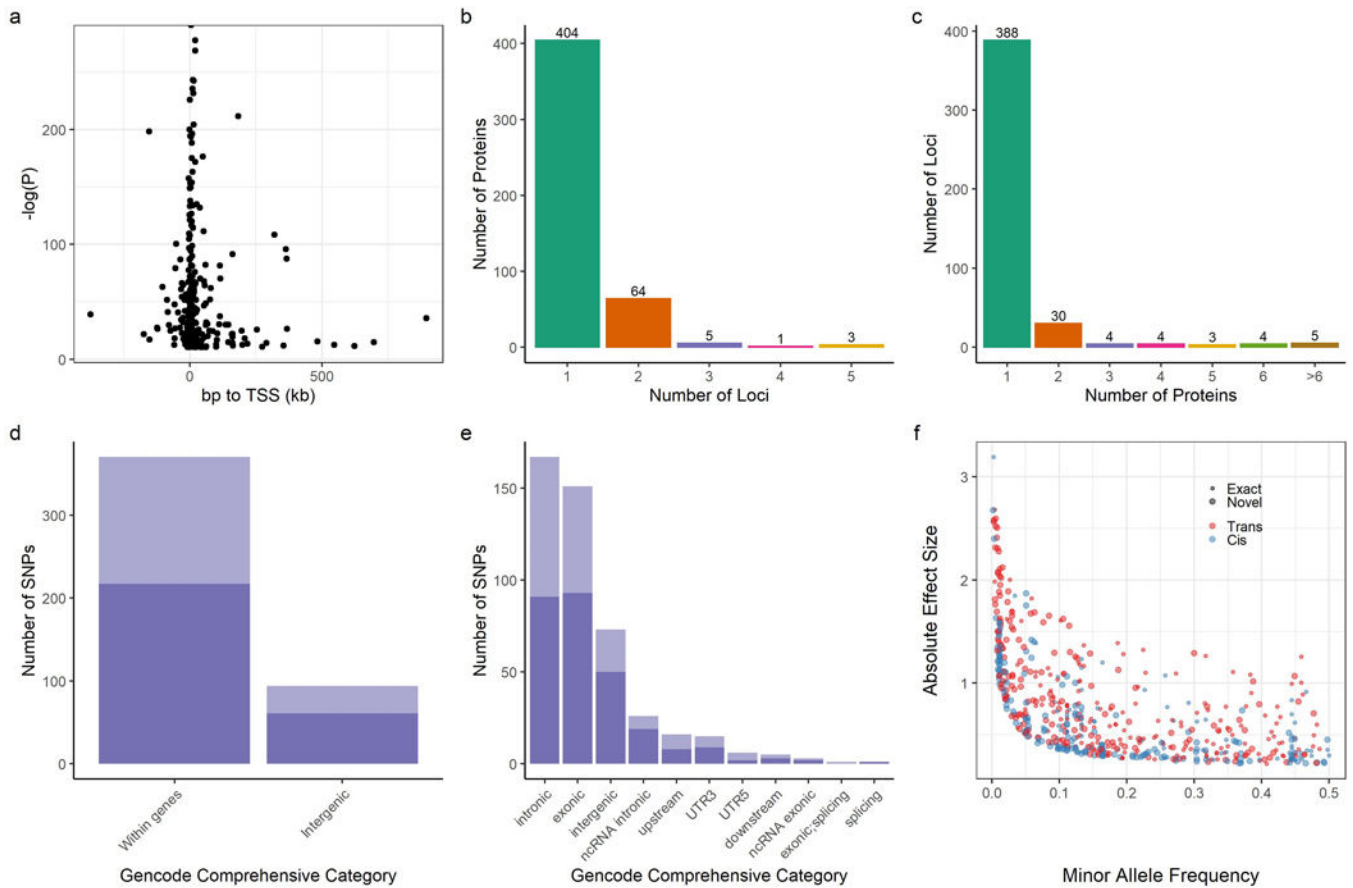 a
-log(P)
200
100
0
0
500
bp to TSS (kb)
b
Number of Proteins
400
300
200
100
0
404
64
5
1
3
1
2
3
4
5
Number of Loci
c
Number of Loci
400
300
200
100
0
388
30
4
4
3
4
5
1
2
3
4
5
6
>6
Number of Proteins
d
Number of SNPs
300
200
100
0
Within genes
Intergenic
Gencode Comprehensive Category
e
Number of SNPs
150
100
50
0
intronic
exonic
intergenic
ncRNA intronic
upstream
UTR3
UTR5
downstream
ncRNA exonic
exonic;splicing
splicing
Gencode Comprehensive Category
f
Absolute Effect Size
3
2
1
Exact
Novel
Trans
Cis
0.0
0.1
0.2
0.3
0.4
0.5
Minor Allele Frequency